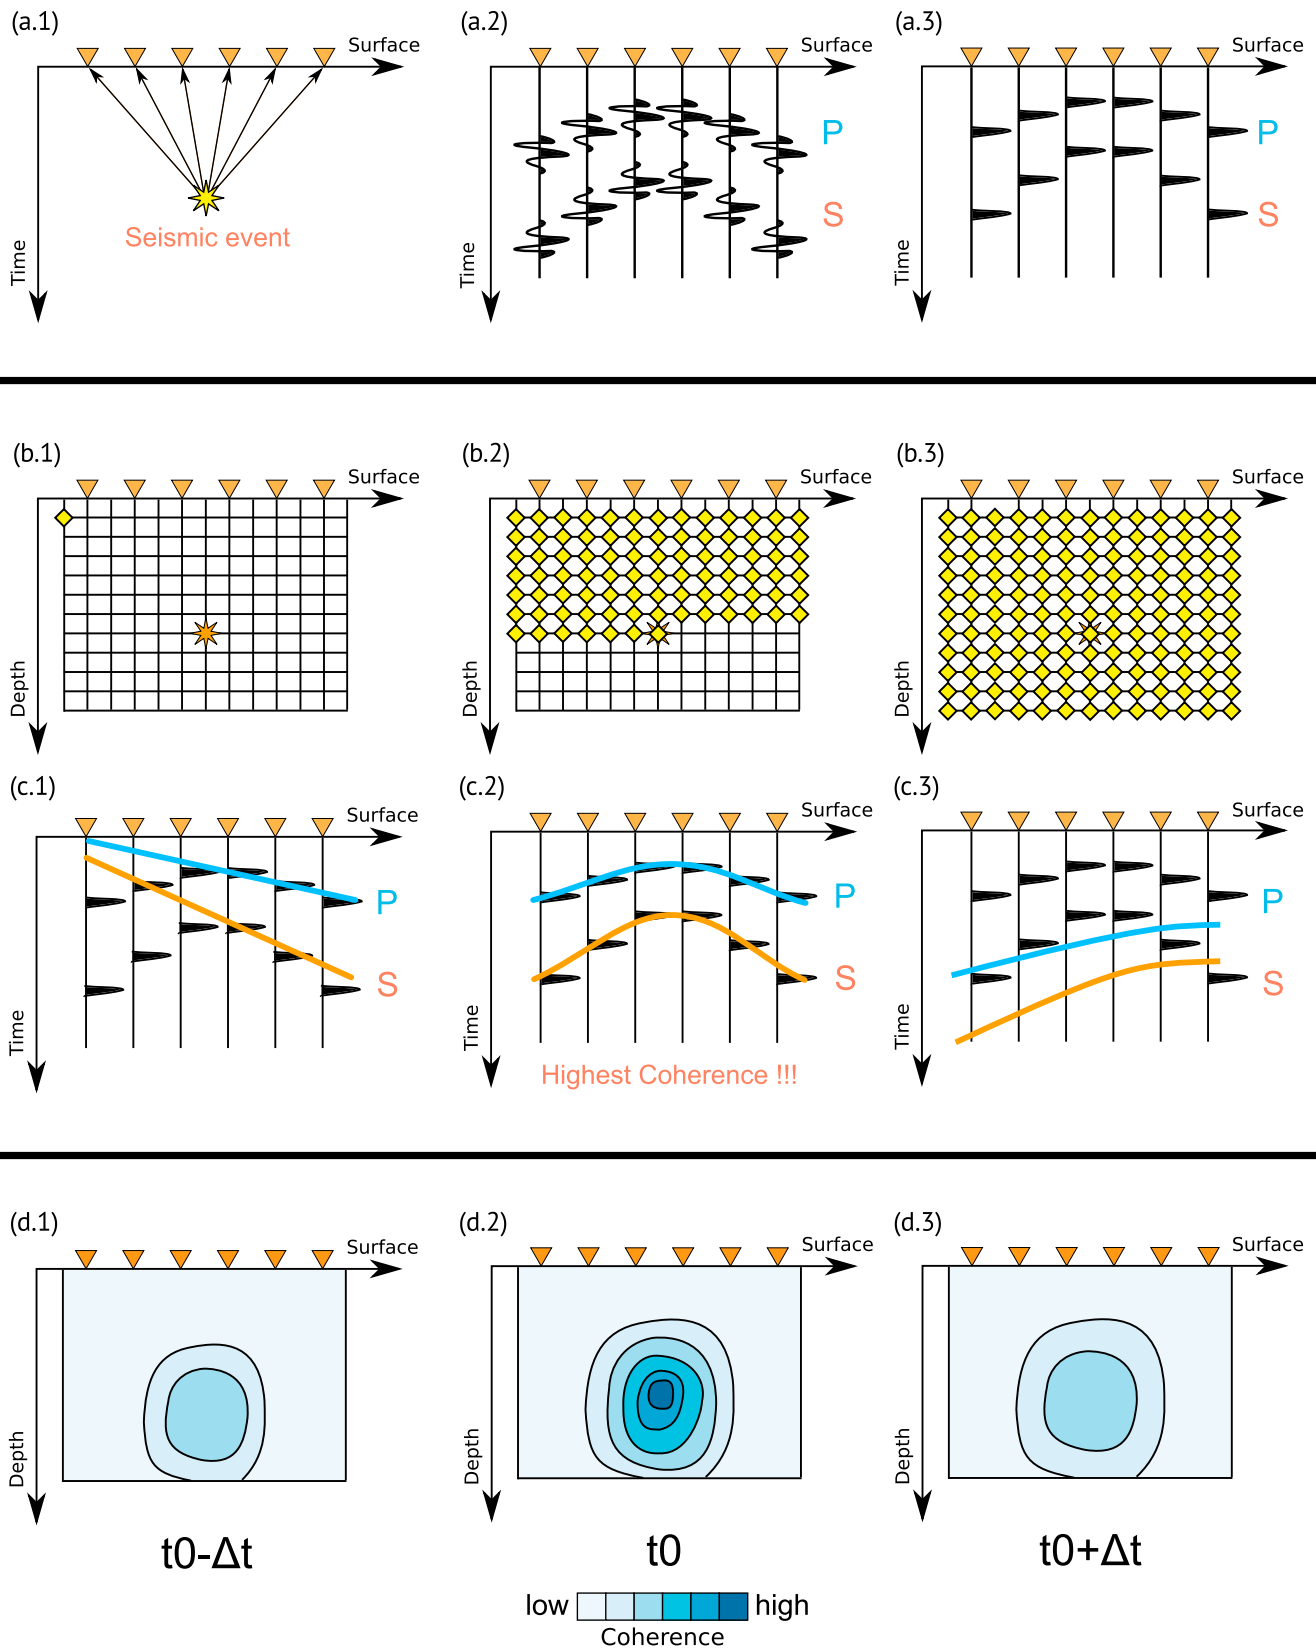 (a.1)
Surface
Time
Seismic event
(a.2)
Surface
Time
P
S
(a.3)
Surface
Time
P
S
(b.1)
Surface
Depth
(b.2)
Surface
Depth
(b.3)
Surface
Depth
(c.1)
Surface
Time
P
S
(c.2)
Surface
Time
P
S
Highest Coherence !!!
(c.3)
Surface
Time
P
S
(d.1)
Surface
Depth
t0-Δt
(d.2)
Surface
Depth
t0
(d.3)
Surface
Depth
t0+Δt
low high
Coherence